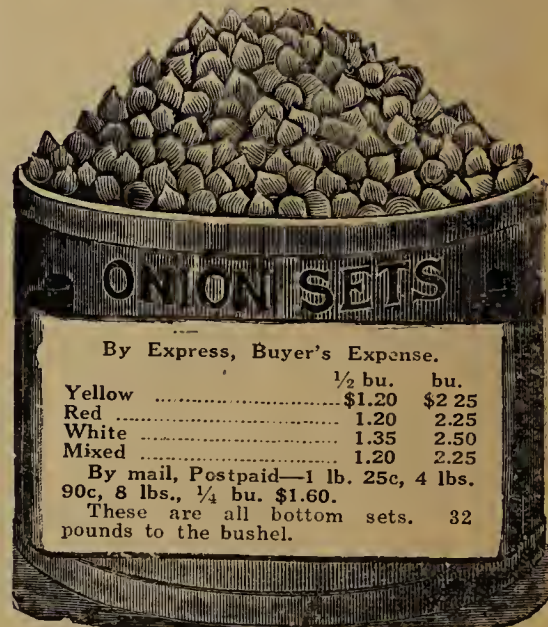 ONION SETS
By Express, Buyer's Expense.
½ bu. bu.
Yellow ........................ $1.20 $2 25
Red ................................ 1.20 2.25
White ............................ 1.35 2.50
Mixed ............................ 1.20 2.25
By mail, Postpaid—1 lb. 25c, 4 lbs.
90c, 8 lbs., ¼ bu. $1.60.
These are all bottom sets. 32
pounds to the bushel.